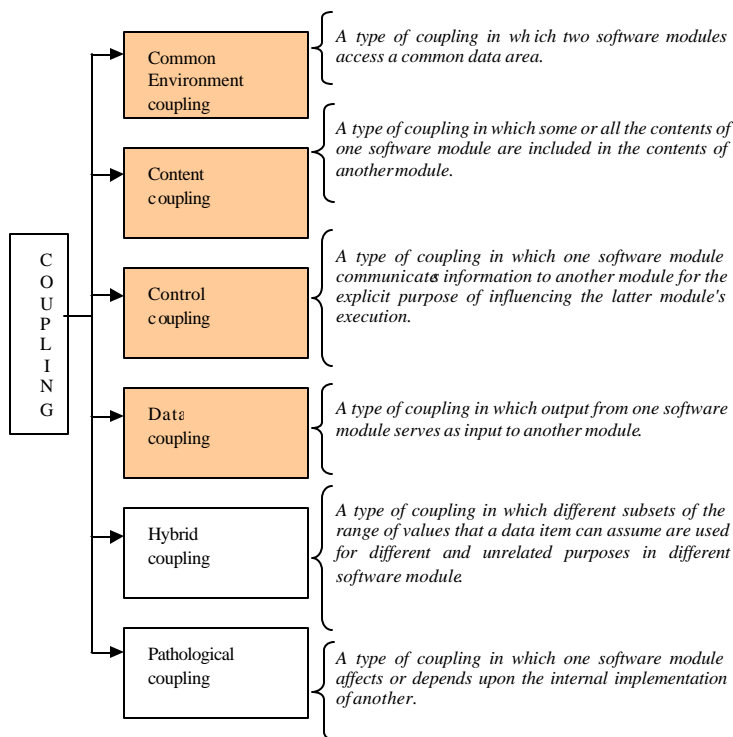 COUPLING
Common
Environment
coupling
A type of coupling in which two software modules
access a common data area.
Content
coupling
A type of coupling in which some or all the contents of
one software module are included in the contents of
another module.
Control
coupling
A type of coupling in which one software module
communicates information to another module for the
explicit purpose of influencing the latter module's
execution.
Data
coupling
A type of coupling in which output from one software
module serves as input to another module.
Hybrid
coupling
A type of coupling in which different subsets of the
range of values that a data item can assume are used
for different and unrelated purposes in different
software module.
Pathological
coupling
A type of coupling in which one software module
affects or depends upon the internal implementation
of another.